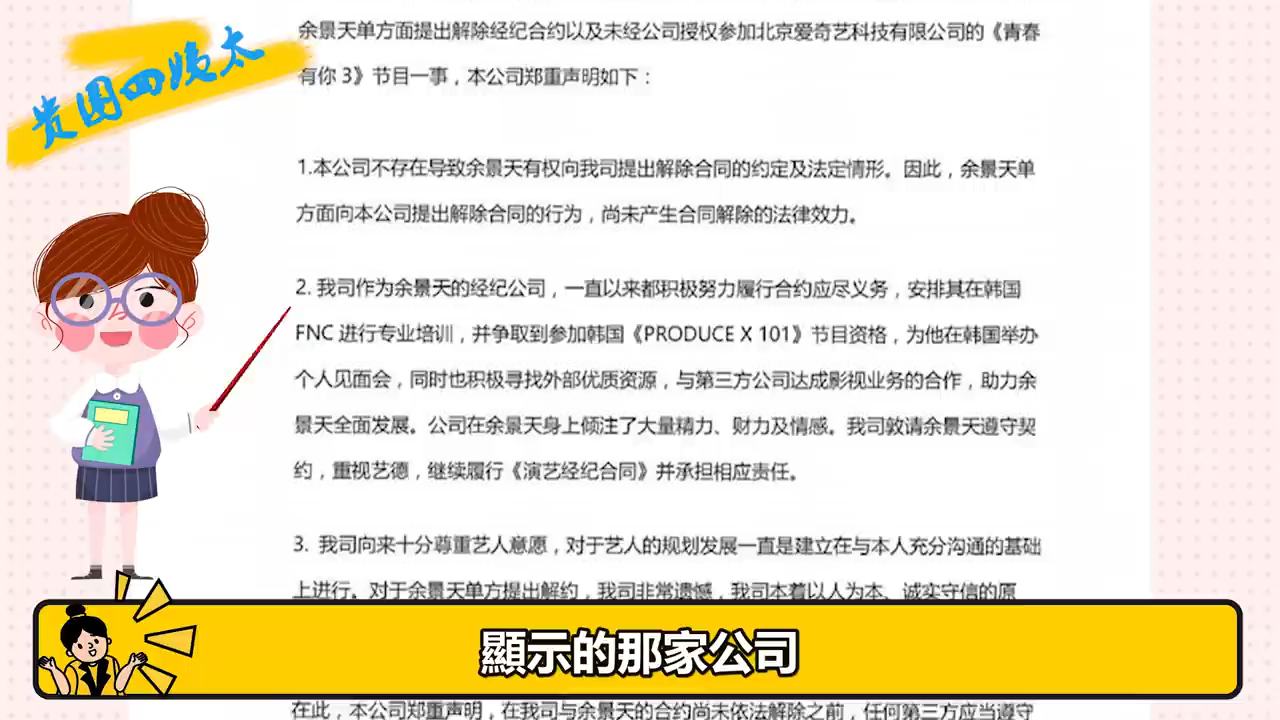 贵圈四姨太
余景天单方面提出解除经纪合约以及未经公司授权参加北京爱奇艺科技有限公司的《青春
有你 3》节目一事，本公司郑重声明如下：
1.本公司不存在导致余景天有权向我司提出解除合同的约定及法定情形。因此，余景天单
方面向本公司提出解除合同的行为，尚未产生合同解除的法律效力。
2. 我司作为余景天的经纪公司，一直以来都积极努力履行合约应尽义务，安排其在韩国
FNC 进行专业培训，并争取到参加韩国《PRODUCE X 101》节目资格，为他在韩国举办
个人见面会，同时也积极寻找外部优质资源，与第三方公司达成影视业务的合作，助力余
景天全面发展。公司在余景天身上倾注了大量精力、财力及情感。我司敦请余景天遵守契
约，重视艺德，继续履行《演艺经纪合同》并承担相应责任。
3. 我司向来十分尊重艺人意愿，对于艺人的规划发展一直是建立在与本人充分沟通的基础
上进行。对于余景天单方提出解约，我司非常遗憾，我司本着以人为本、诚实守信的原
顯示的那家公司
在此，本公司郑重声明，在我司与余景天的合约尚未依法解除之前，任何第三方应当遵守